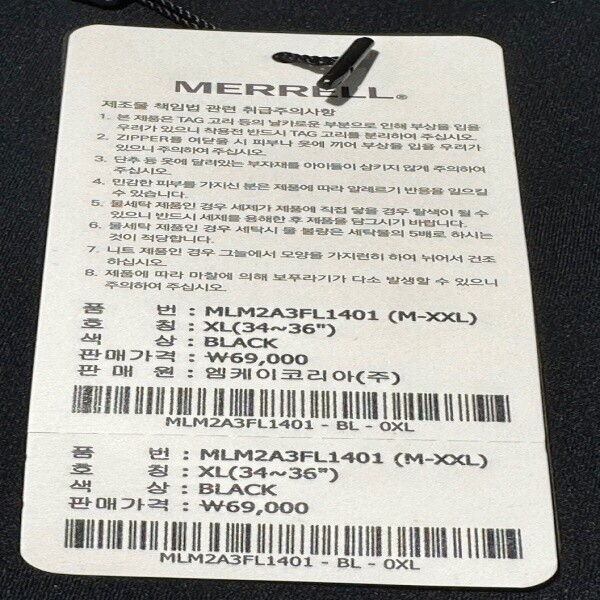 MERRELL®
제조물 책임법 관련 취급주의사항
1. 본 제품은 TAG 고리 등의 날카로운 부분으로 인해 부상을 입을
우려가 있으니 착용전 반드시 TAG 고리를 분리하여 주십시오.
2. ZIPPER를 여닫을 시 피부나 옷에 끼어 부상을 입을 우려가
있으니 주의하여 주십시오.
3. 단추 등 옷에 달려있는 부자재를 아이들이 삼키지 않게 주의하여
주십시오.
4. 민감한 피부를 가지신 분은 제품에 따라 알레르기 반응을 일으킬
수 있습니다.
5. 물세탁 제품인 경우 세제가 제품에 직접 닿을 경우 탈색이 될 수
있으니 반드시 세제를 용해한 후 제품을 담그시기 바랍니다.
6. 물세탁 제품인 경우 세탁시 물 불량은 세탁물의 5배로 하시는
것이 적당합니다.
7. 니트 제품인 경우 그늘에서 모양을 가지런히 하여 뉘어서 건조
하십시오.
8. 제품에 따라 마찰에 의해 보푸라기가 다소 발생할 수 있으니
주의하여 주십시오.
품 번 : MLM2A3FL1401 (M-XXL)
호 칭 : XL(34~36")
색 상 : BLACK
판매가격 : ₩69,000
판 매 원 : 엠케이코리아(주)
MLM2A3FL1401 - BL - 0XL
품 번 : MLM2A3FL1401 (M-XXL)
호 칭 : XL(34~36")
색 상 : BLACK
판매가격 : ₩69,000
MLM2A3FL1401 - BL - 0XL